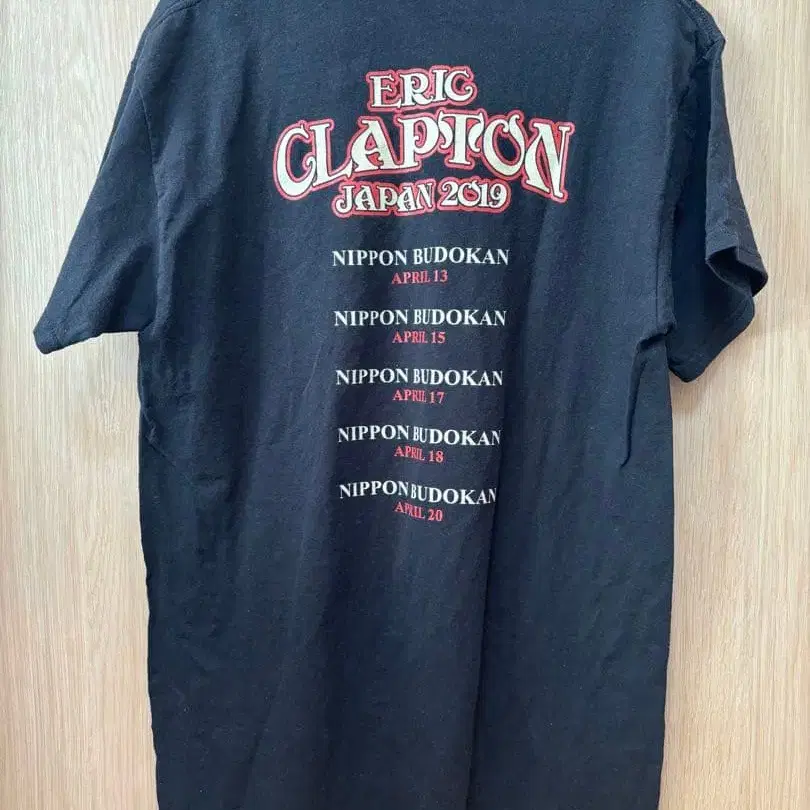 ERIC
CLAPTON
JAPAN 2019
NIPPON BUDOKAN
APRIL 13
NIPPON BUDOKAN
APRIL 15
NIPPON BUDOKAN
APRIL 17
NIPPON BUDOKAN
APRIL 18
NIPPON BUDOKAN
APRIL 20